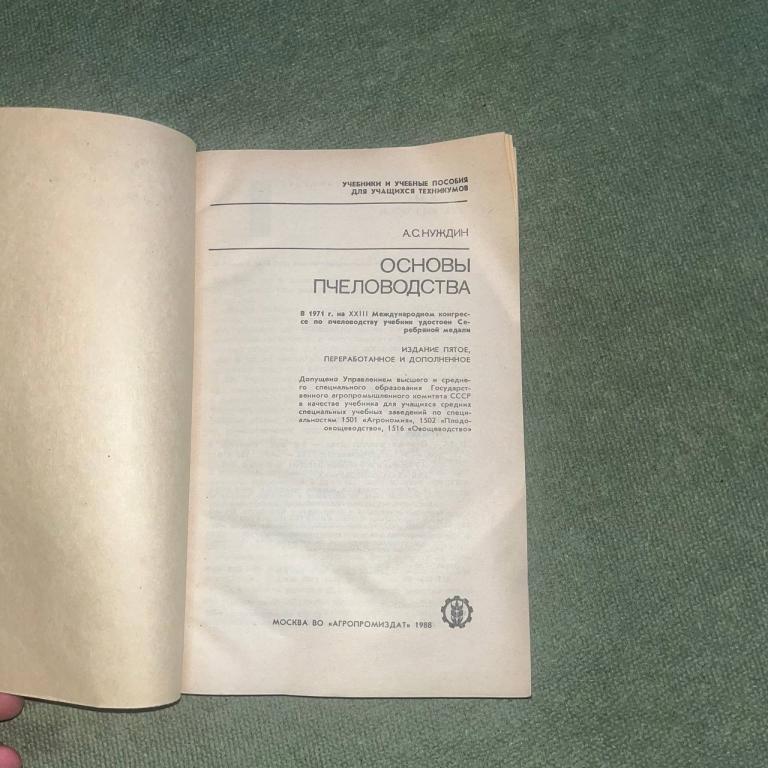 УЧЕБНИКИ И УЧЕБНЫЕ ПОСОБИЯ
ДЛЯ УЧАЩИХСЯ ТЕХНИКУМОВ
А.С.НУЖДИН
ОСНОВЫ
ПЧЕЛОВОДСТВА
В 1971 г. на XXIII Международном конгрес-
се по пчеловодству учебник удостоен Се-
ребряной медали
ИЗДАНИЕ ПЯТОЕ,
ПЕРЕРАБОТАННОЕ И ДОПОЛНЕННОЕ
Допущено Управлением высшего и средне-
го специального образования Государст-
венного агропромышленного комитета СССР
в качестве учебника для учащихся средних
специальных учебных заведений по специ-
альностям 1501 «Агрономия», 1502 «Плодо-
овощеводство», 1516 «Овощеводство»
МОСКВА ВО «АГРОПРОМИЗДАТ» 1988